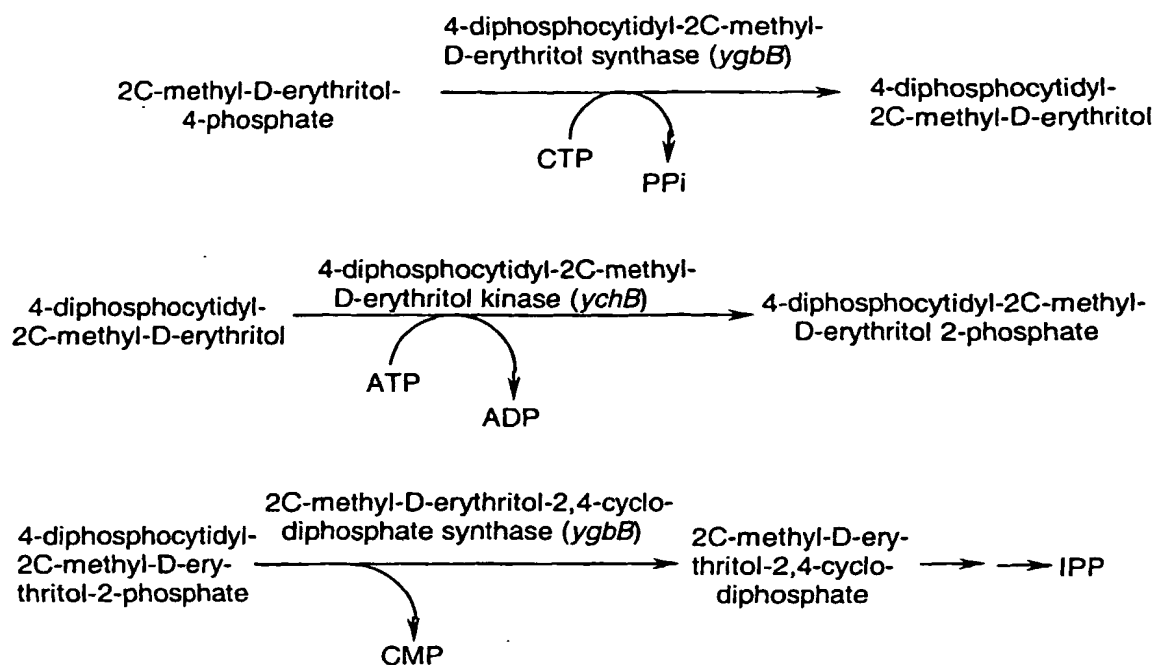 4-diphosphocytidyl-2C-methyl-
D-erythritol synthase (ygbB)
2C-methyl-D-erythritol-
4-phosphate
4-diphosphocytidyl-
2C-methyl-D-erythritol
CTP
PPi
4-diphosphocytidyl-2C-methyl-
D-erythritol kinase (ychB)
4-diphosphocytidyl-
2C-methyl-D-erythritol
4-diphosphocytidyl-2C-methyl-
D-erythritol 2-phosphate
ATP
ADP
2C-methyl-D-erythritol-2,4-cyclo-
diphosphate synthase (ygbB)
4-diphosphocytidyl-
2C-methyl-D-ery-
thritol-2-phosphate
2C-methyl-D-ery-
thritol-2,4-cyclo-
diphosphate
IPP
CMP